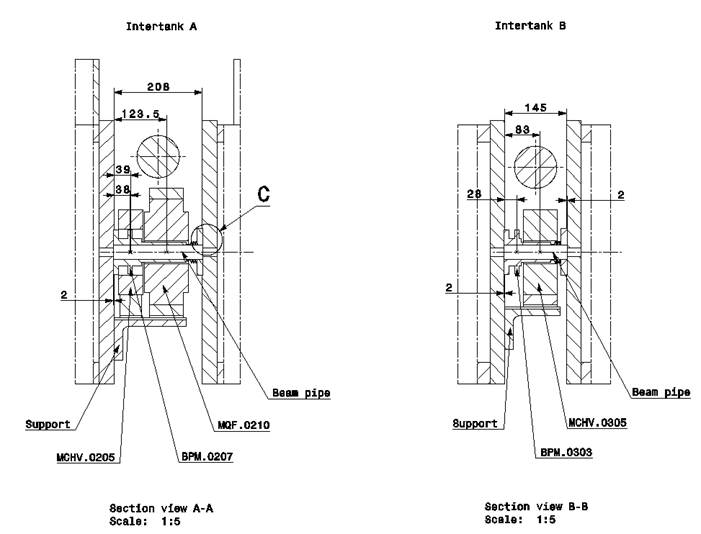 Intertank A
Intertank B
208
123.5
39
38
C
2
Beam pipe
Support
MQF.0210
MCHV.0205
BPM.0207
145
83
28
2
2
Beam pipe
Support
MCHV.0305
BPM.0303
Section view A-A
Scale: 1:5
Section view B-B
Scale: 1:5